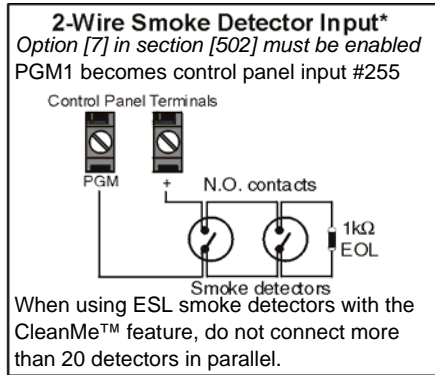 2-Wire Smoke Detector Input*
Option [7] in section [502] must be enabled
PGM1 becomes control panel input #255
Control Panel Terminals
PGM
+
N.O. contacts
1kΩ
EOL
Smoke detectors
When using ESL smoke detectors with the
CleanMe™ feature, do not connect more
than 20 detectors in parallel.